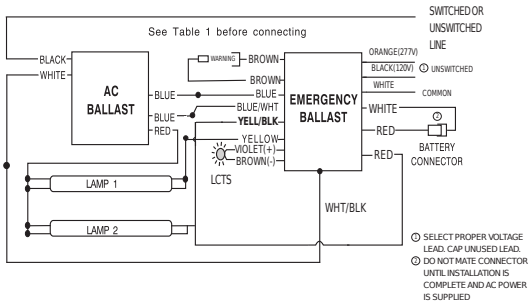 SWITCHED OR
UNSWITCHED
LINE
See Table 1 before connecting
ORANGE(277V)
BLACK(120V) ① UNSWITCHED
WHITE
COMMON
BLACK
WHITE
AC
BALLAST
BLUE
BLUE
RED
WARNING
BROWN
BROWN
BLUE
BLUE/WHT
YELL/BLK
YELLOW
VIOLET(+)
BROWN(-)
LCTS
EMERGENCY
BALLAST
WHITE
②
RED
BATTERY
CONNECTOR
RED
LAMP 1
LAMP 2
WHT/BLK
① SELECT PROPER VOLTAGE
LEAD. CAP UNUSED LEAD.
② DO NOT MATE CONNECTOR
UNTIL INSTALLATION IS
COMPLETE AND AC POWER
IS SUPPLIED